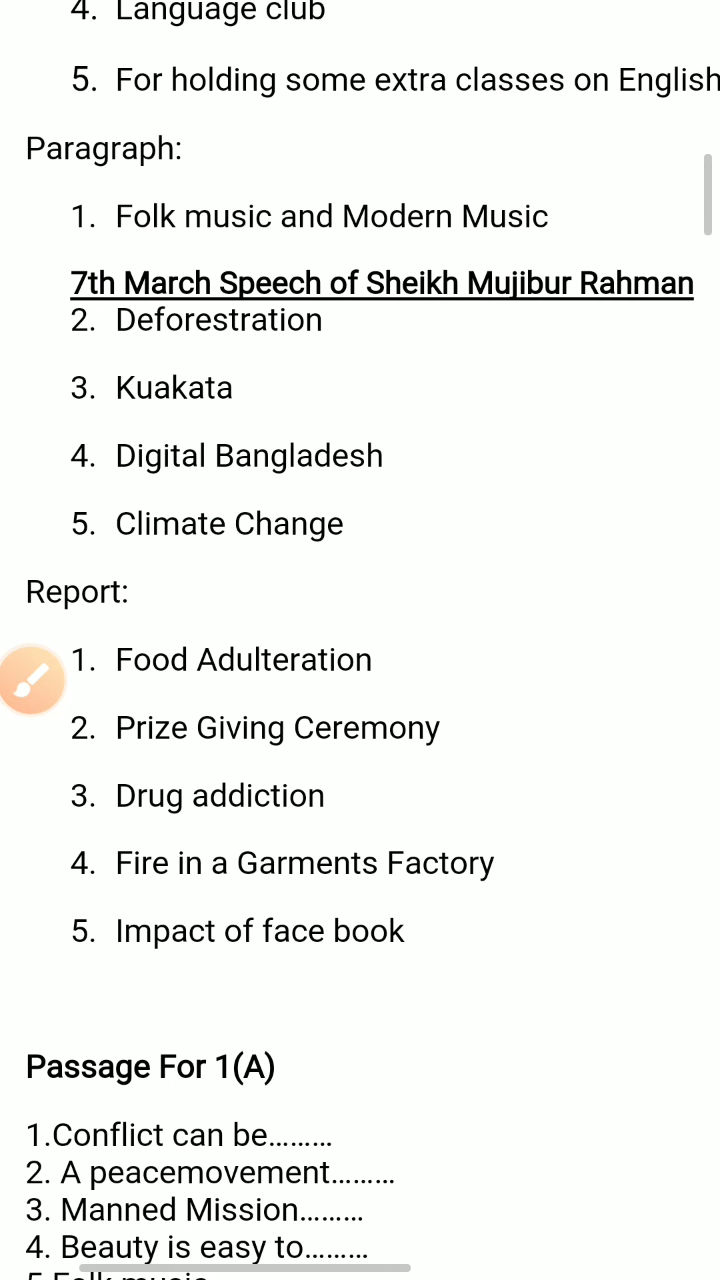 4. Language club
5. For holding some extra classes on English
Paragraph:
1. Folk music and Modern Music
7th March Speech of Sheikh Mujibur Rahman
2. Deforestration
3. Kuakata
4. Digital Bangladesh
5. Climate Change
Report:
1. Food Adulteration
2. Prize Giving Ceremony
3. Drug addiction
4. Fire in a Garments Factory
5. Impact of face book
Passage For 1(A)
1.Conflict can be.........
2. A peacemovement.........
3. Manned Mission.........
4. Beauty is easy to.........
5.Folk music